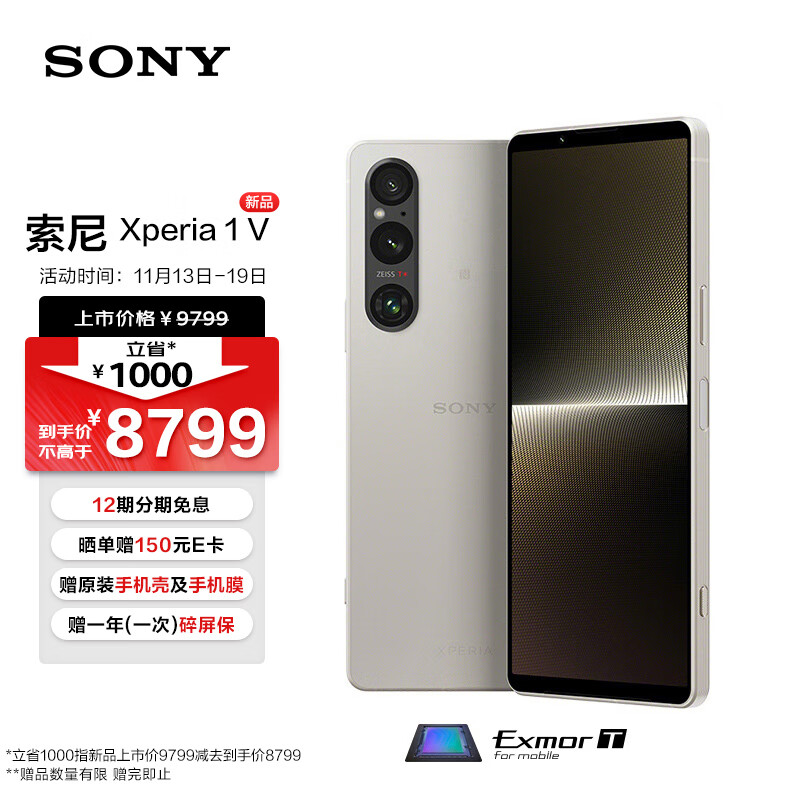 SONY
新品
索尼 Xperia 1 V
活动时间：11月13日-19日
上市价格￥9799
立省*
￥1000
到手价
不高于
￥8799
12期分期免息
晒单赠150元E卡
赠原装手机壳及手机膜
赠一年(一次)碎屏保
ZEISS T*
SONY
XPERIA
Exmor T
for mobile
*立省1000指新品上市价9799减去到手价8799
**赠品数量有限 赠完即止